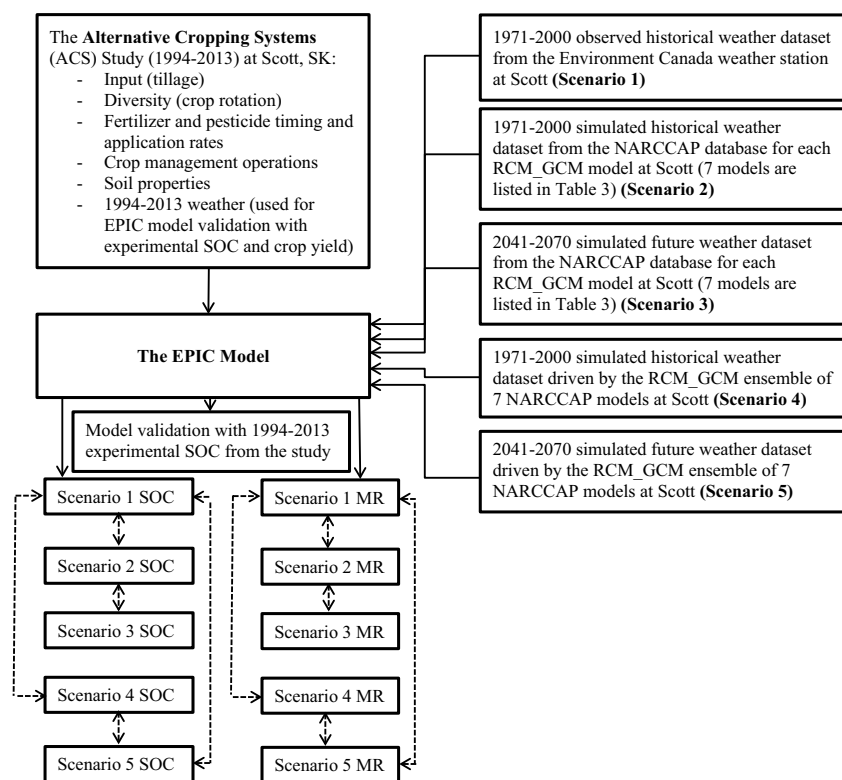 The Alternative Cropping Systems
(ACS) Study (1994-2013) at Scott, SK:
- Input (tillage)
- Diversity (crop rotation)
- Fertilizer and pesticide timing and
application rates
- Crop management operations
- Soil properties
- 1994-2013 weather (used for
EPIC model validation with
experimental SOC and crop yield)
1971-2000 observed historical weather dataset
from the Environment Canada weather station
at Scott (Scenario 1)
1971-2000 simulated historical weather
dataset from the NARCCAP database for each
RCM_GCM model at Scott (7 models are
listed in Table 3) (Scenario 2)
2041-2070 simulated future weather dataset
from the NARCCAP database for each
RCM_GCM model at Scott (7 models are
listed in Table 3) (Scenario 3)
1971-2000 simulated historical weather
dataset driven by the RCM_GCM ensemble of
7 NARCCAP models at Scott (Scenario 4)
2041-2070 simulated future weather dataset
driven by the RCM_GCM ensemble of 7
NARCCAP models at Scott (Scenario 5)
The EPIC Model
Model validation with 1994-2013
experimental SOC from the study
Scenario 1 SOC
Scenario 2 SOC
Scenario 3 SOC
Scenario 4 SOC
Scenario 5 SOC
Scenario 1 MR
Scenario 2 MR
Scenario 3 MR
Scenario 4 MR
Scenario 5 MR